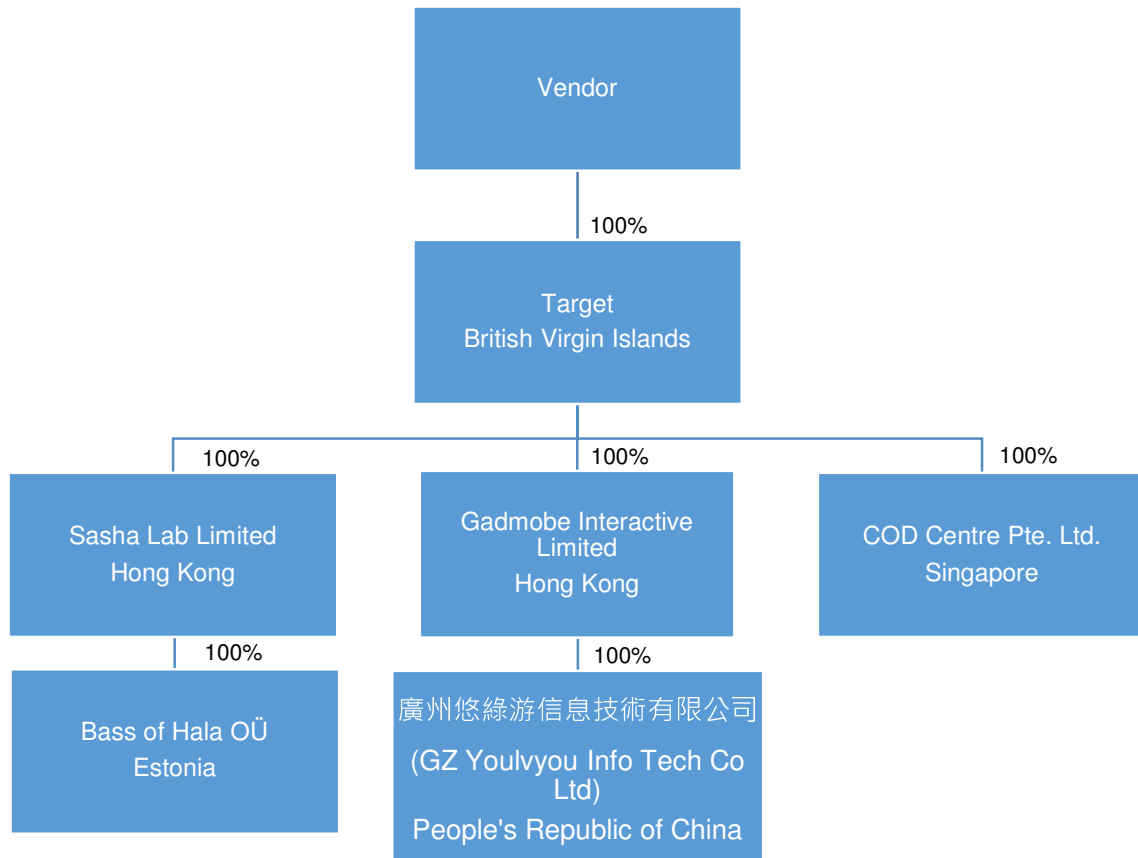 Vendor
100%
Target
British Virgin Islands
100%
100%
100%
Sasha Lab Limited
Hong Kong
Gadmobe Interactive
Limited
Hong Kong
COD Centre Pte. Ltd.
Singapore
100%
100%
Bass of Hala OÜ
Estonia
廣州悠綠游信息技術有限公司
(GZ Youlvyou Info Tech Co
Ltd)
People's Republic of China